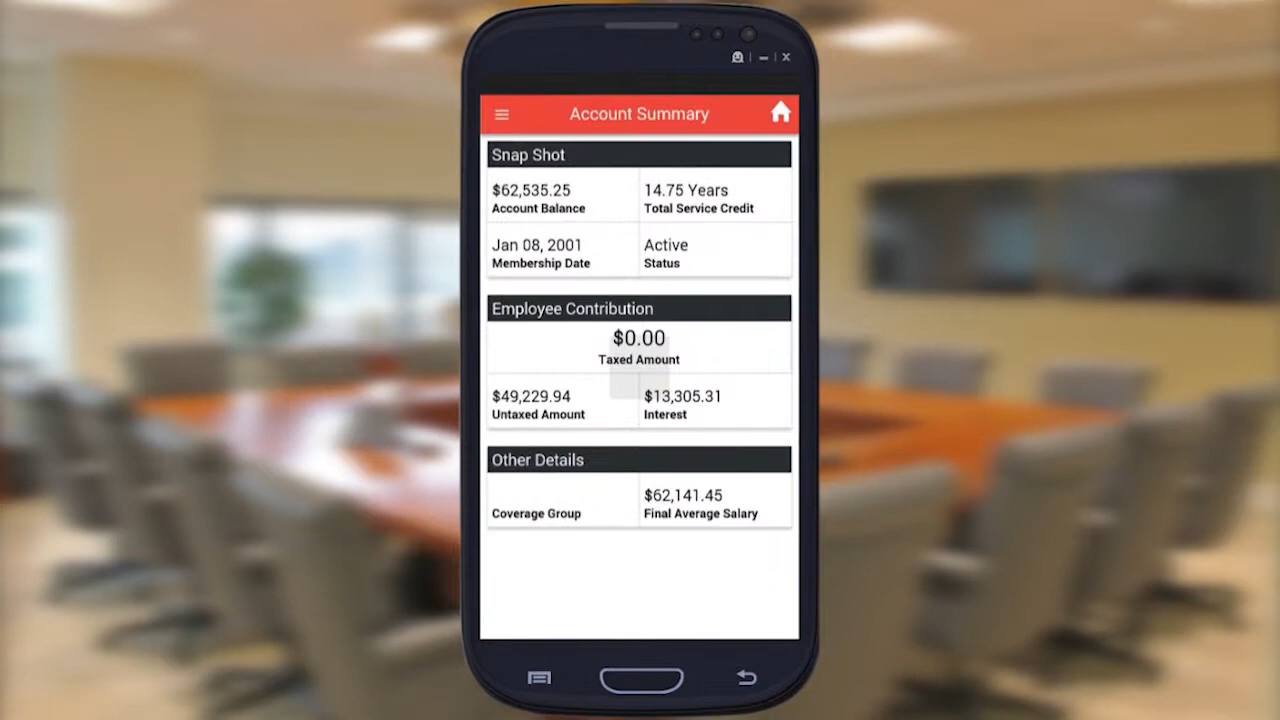 Account Summary
Snap Shot
$62,535.25
Account Balance
14.75 Years
Total Service Credit
Jan 08, 2001
Membership Date
Active
Status
Employee Contribution
$0.00
Taxed Amount
$49,229.94
Untaxed Amount
$13,305.31
Interest
Other Details
Coverage Group
$62,141.45
Final Average Salary